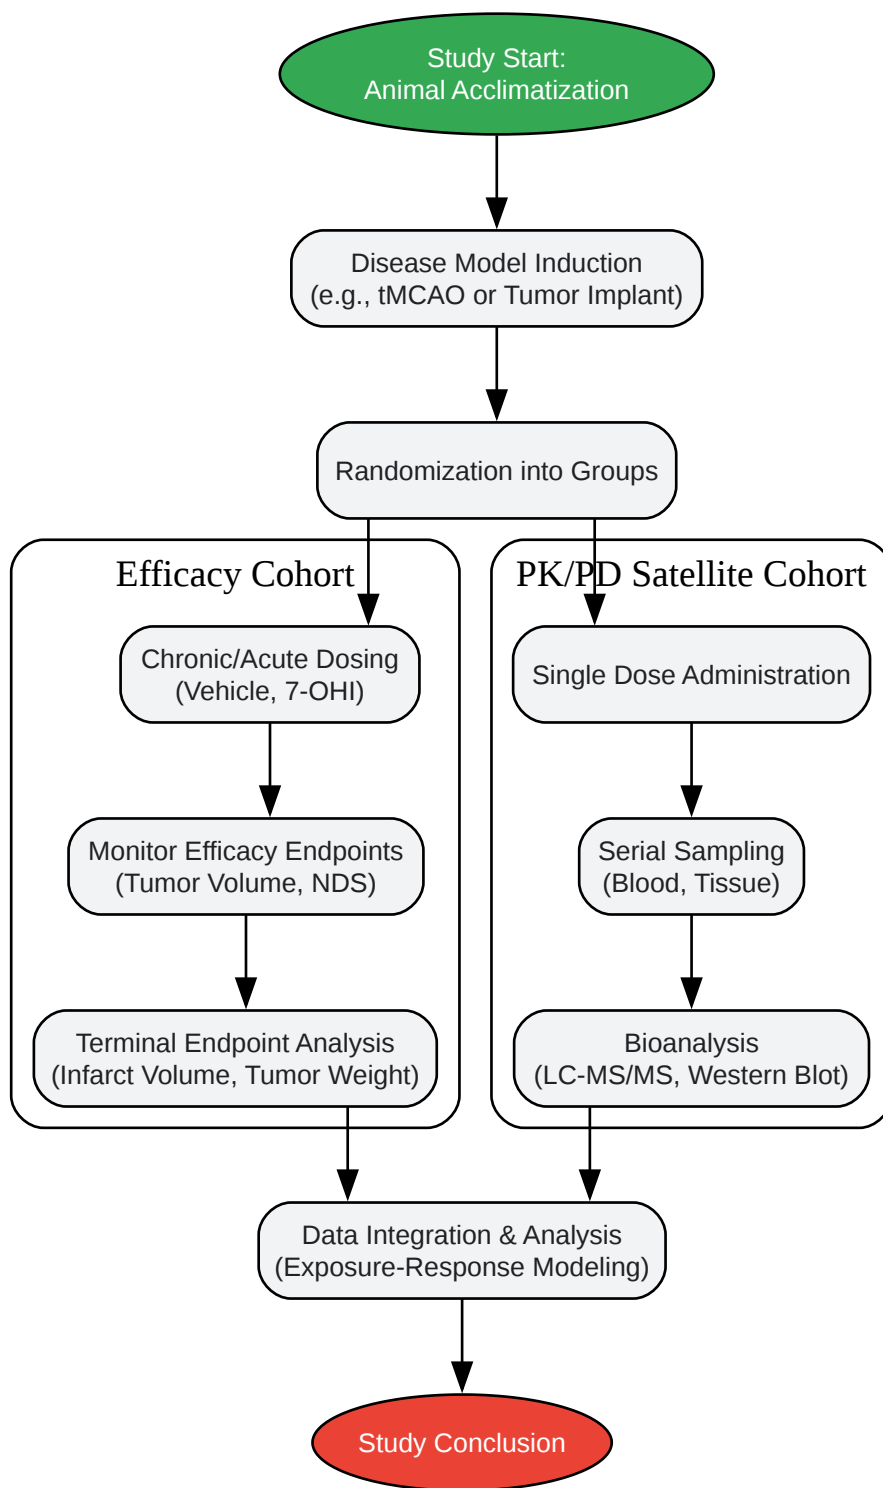 Study Start:
Animal Acclimatization
Disease Model Induction
(e.g., tMCAO or Tumor Implant)
Randomization into Groups
Efficacy Cohort
Chronic/Acute Dosing
(Vehicle, 7-OHI)
Monitor Efficacy Endpoints
(Tumor Volume, NDS)
Terminal Endpoint Analysis
(Infarct Volume, Tumor Weight)
PK/PD Satellite Cohort
Single Dose Administration
Serial Sampling
(Blood, Tissue)
Bioanalysis
(LC-MS/MS, Western Blot)
Data Integration & Analysis
(Exposure-Response Modeling)
Study Conclusion